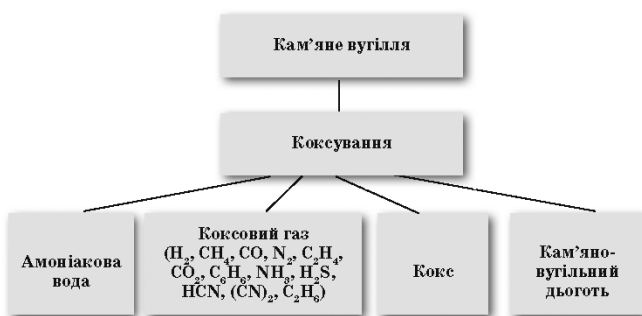 Кам’яне вугілля
Коксування
Амоніакова
вода
Коксовий газ
(H₂, CH₄, CO, N₂, C₂H₄,
CO₂, C₆H₆, NH₃, H₂S,
HCN, (CN)₂, C₂H₆)
Кокс
Кам’яно-
вугільний
дьоготь